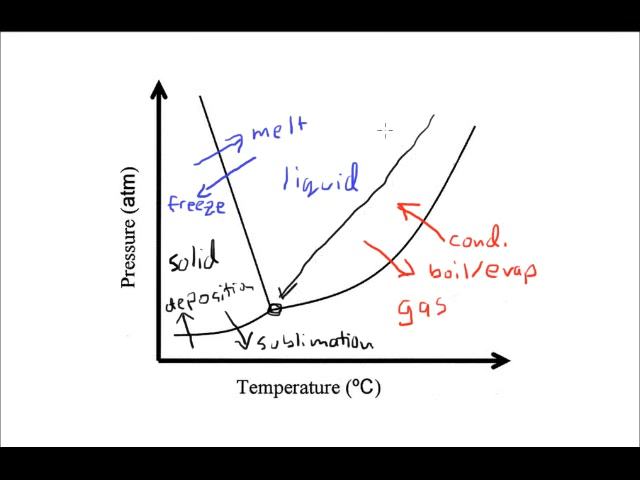 melt
liquid
freeze
solid
cond.
boil/evap
deposition
gas
sublimation
Pressure (atm)
Temperature (ºC)